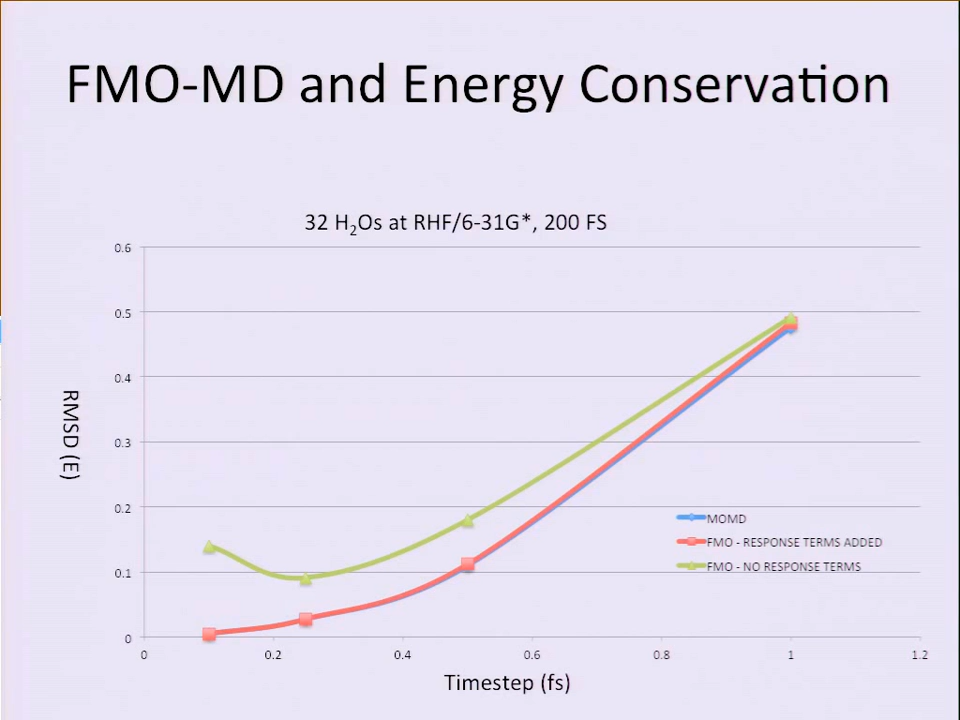 FMO-MD and Energy Conservation
32 H₂Os at RHF/6-31G*, 200 FS
0.6
0.5
0.4
0.3
0.2
0.1
0
RMSD (E)
MOMD
FMO - RESPONSE TERMS ADDED
FMO - NO RESPONSE TERMS
0 0.2 0.4 0.6 0.8 1 1.2
Timestep (fs)